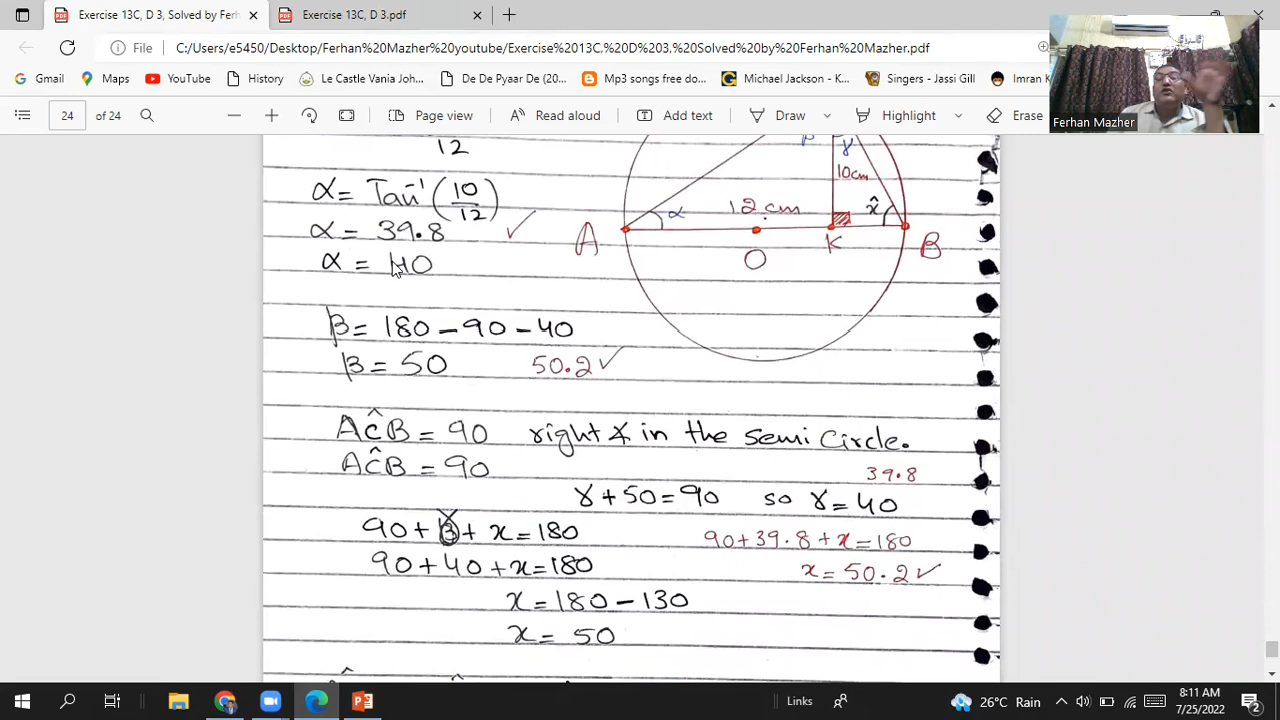 Exercise 13C, D 3, Solved by Ferh
Exercise 13C, D 3.pdf
File
C:/Users/e5450/Desktop/Ferhan M
oyo
Exercise%2013C,%20D%203,%20Solved%20by%20Ferhan%20Mazher.pdf
Gmail Maps YouTube History Le Castle Vania Joh... De De Pyaar De (20... Mp3 songs free do... Michael Jackson - K... Singers - Jassi Gill Imran K
Ferhan Mazher
24 of 24 Page view Read aloud Add text Draw Highlight Erase
12
β γ
10cm
α = Tan⁻¹(10/12)
α 12 cm x̂
α = 39.8 ✓
A O K B
α = 40
β = 180 – 90 – 40
β = 50 50.2 ✓
AĈB = 90 right ∡ in the semi Circle.
AĈB = 90
39.8
γ + 50 = 90 so γ = 40
90 + γ + x = 180
90 + 39.8 + x = 180
90 + 40 + x = 180
x = 50.2 ✓
x = 180 – 130
x = 50
Links
26°C Rain
8:11 AM
7/25/2022
2